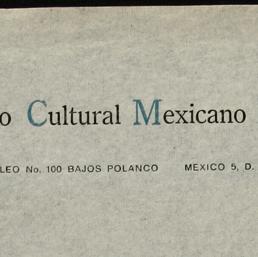 o Cultural Mexicano
LEO No. 100 BAJOS POLANCO MEXICO 5, D.